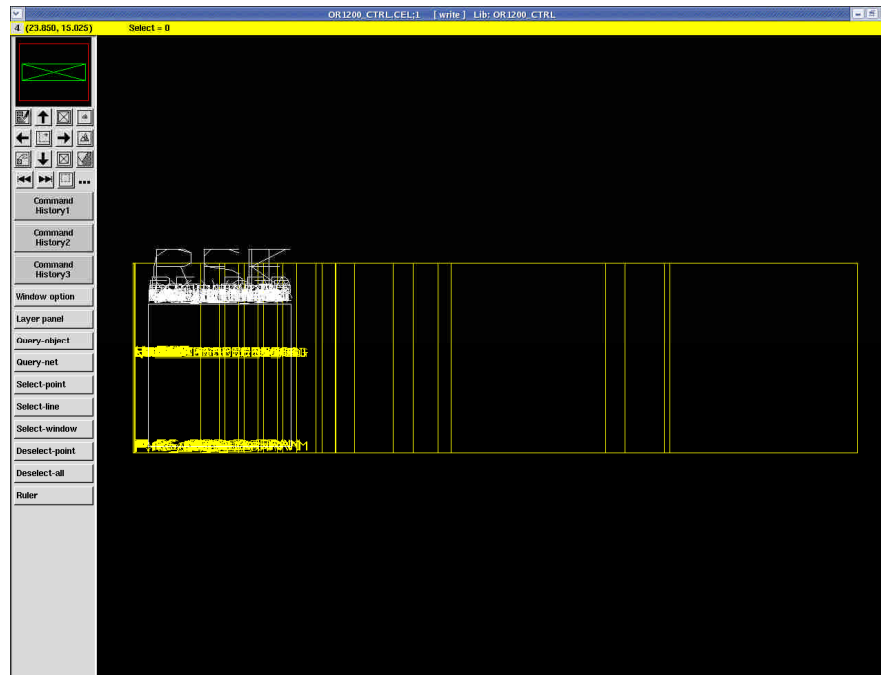 OR1200_CTRL.CEL;1 [ write ] Lib: OR1200_CTRL
4 (23.850, 15.025) Select = 0
...
Command
History1
Command
History2
Command
History3
Window option
Layer panel
Query-object
Query-net
Select-point
Select-line
Select-window
Deselect-point
Deselect-all
Ruler